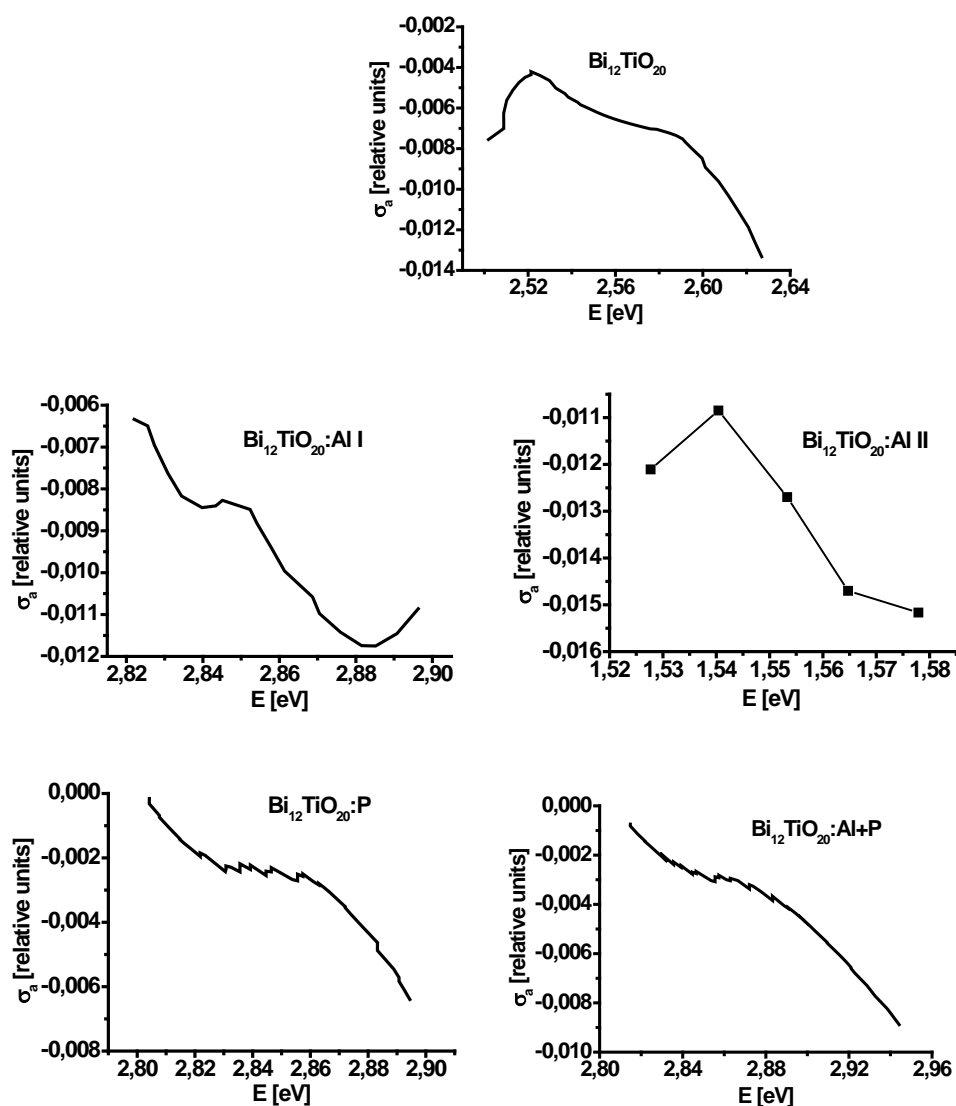 Bi₁₂TiO₂₀
σₐ [relative units]
-0,002
-0,004
-0,006
-0,008
-0,010
-0,012
-0,014
2,52 2,56 2,60 2,64
E [eV]
Bi₁₂TiO₂₀:Al I
σₐ [relative units]
-0,006
-0,007
-0,008
-0,009
-0,010
-0,011
-0,012
2,82 2,84 2,86 2,88 2,90
E [eV]
Bi₁₂TiO₂₀:Al II
σₐ [relative units]
-0,011
-0,012
-0,013
-0,014
-0,015
-0,016
1,52 1,53 1,54 1,55 1,56 1,57 1,58
E [eV]
Bi₁₂TiO₂₀:P
σₐ [relative units]
0,000
-0,002
-0,004
-0,006
-0,008
2,80 2,82 2,84 2,86 2,88 2,90
E [eV]
Bi₁₂TiO₂₀:Al+P
σₐ [relative units]
0,000
-0,002
-0,004
-0,006
-0,008
-0,010
2,80 2,84 2,88 2,92 2,96
E [eV]